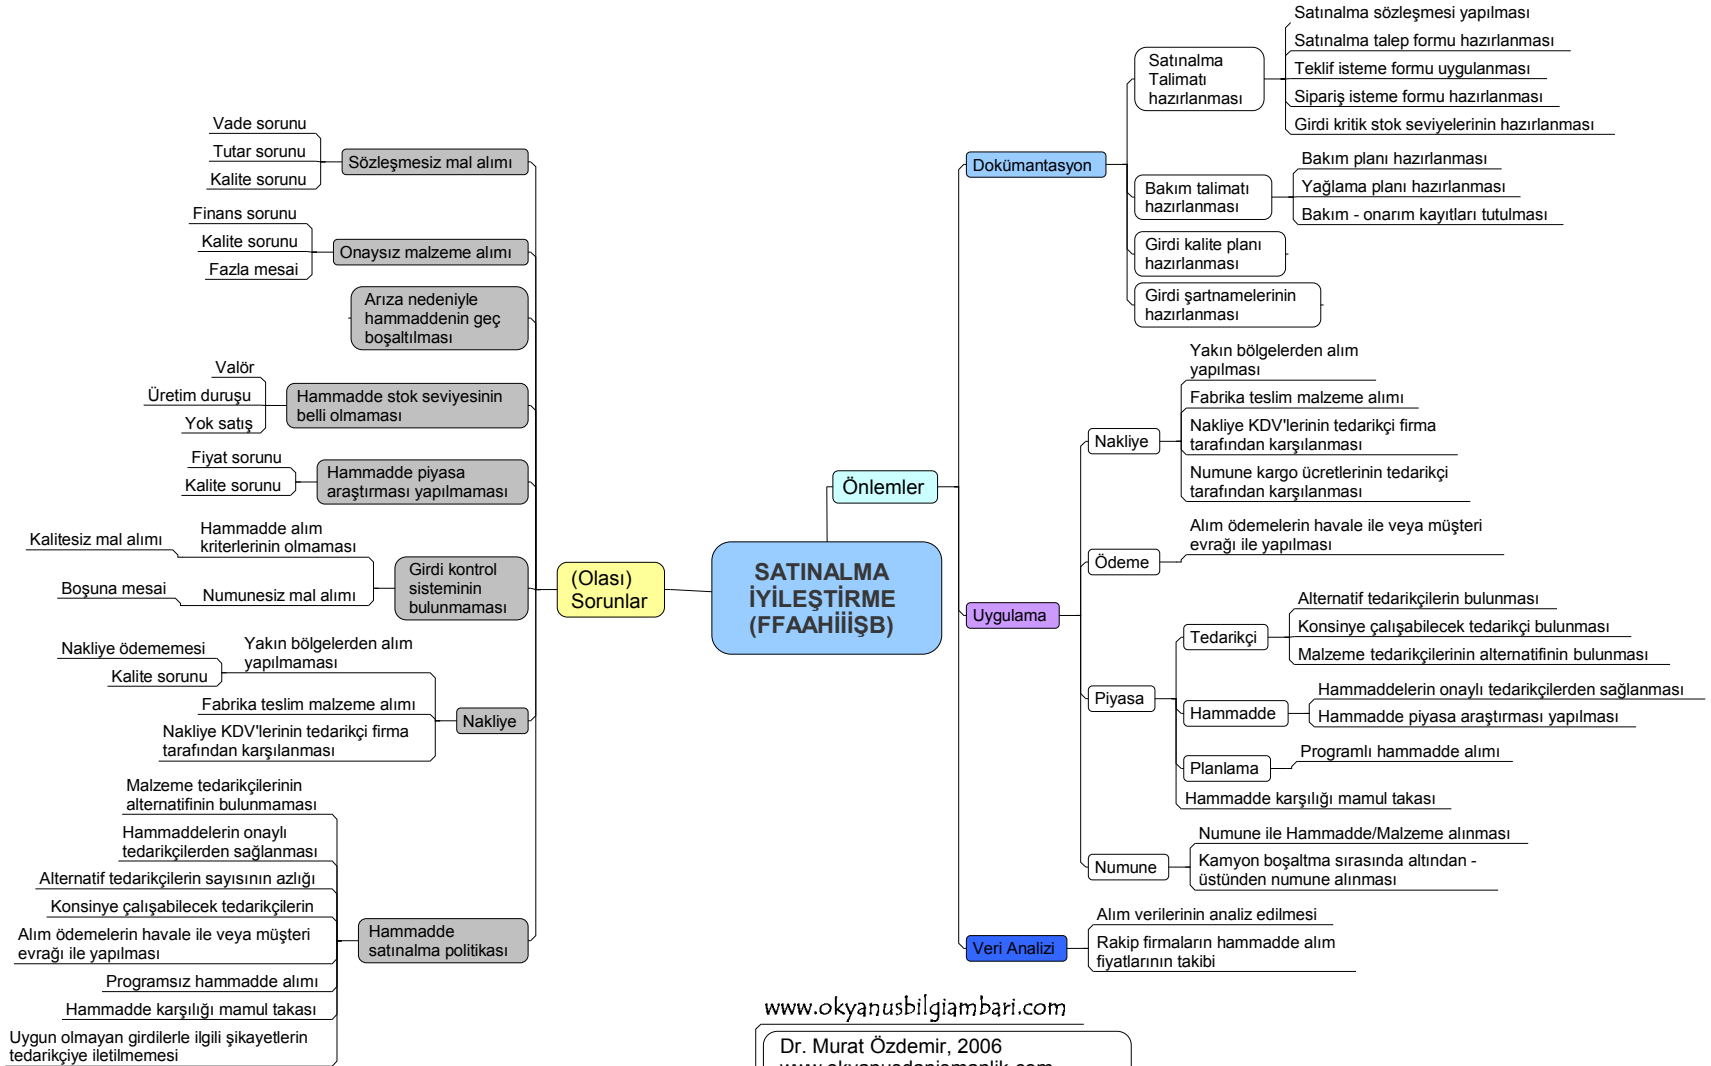 SATINALMA
İYİLEŞTİRME
(FFAAHİİİŞB)
Önlemler
Dokümantasyon
Satınalma
Talimatı
hazırlanması
Satınalma sözleşmesi yapılması
Satınalma talep formu hazırlanması
Teklif isteme formu uygulanması
Sipariş isteme formu hazırlanması
Girdi kritik stok seviyelerinin hazırlanması
Bakım talimatı
hazırlanması
Bakım planı hazırlanması
Yağlama planı hazırlanması
Bakım - onarım kayıtları tutulması
Girdi kalite planı
hazırlanması
Girdi şartnamelerinin
hazırlanması
Uygulama
Nakliye
Yakın bölgelerden alım
yapılması
Fabrika teslim malzeme alımı
Nakliye KDV'lerinin tedarikçi firma
tarafından karşılanması
Numune kargo ücretlerinin tedarikçi
tarafından karşılanması
Ödeme
Alım ödemelerin havale ile veya müşteri
evrağı ile yapılması
Piyasa
Tedarikçi
Alternatif tedarikçilerin bulunması
Konsinye çalışabilecek tedarikçi bulunması
Malzeme tedarikçilerinin alternatifinin bulunması
Hammadde
Hammaddelerin onaylı tedarikçilerden sağlanması
Hammadde piyasa araştırması yapılması
Planlama
Programlı hammadde alımı
Hammadde karşılığı mamul takası
Numune
Numune ile Hammadde/Malzeme alınması
Kamyon boşaltma sırasında altından -
üstünden numune alınması
Veri Analizi
Alım verilerinin analiz edilmesi
Rakip firmaların hammadde alım
fiyatlarının takibi
(Olası)
Sorunlar
Sözleşmesiz mal alımı
Vade sorunu
Tutar sorunu
Kalite sorunu
Onaysız malzeme alımı
Finans sorunu
Kalite sorunu
Fazla mesai
Arıza nedeniyle
hammaddenin geç
boşaltılması
Hammadde stok seviyesinin
belli olmaması
Valör
Üretim duruşu
Yok satış
Hammadde piyasa
araştırması yapılmaması
Fiyat sorunu
Kalite sorunu
Girdi kontrol
sisteminin
bulunmaması
Hammadde alım
kriterlerinin olmaması
Kalitesiz mal alımı
Numunesiz mal alımı
Boşuna mesai
Nakliye
Yakın bölgelerden alım
yapılmaması
Nakliye ödememesi
Kalite sorunu
Fabrika teslim malzeme alımı
Nakliye KDV'lerinin tedarikçi firma
tarafından karşılanması
Hammadde
satınalma politikası
Malzeme tedarikçilerinin
alternatifinin bulunmaması
Hammaddelerin onaylı
tedarikçilerden sağlanması
Alternatif tedarikçilerin sayısının azlığı
Konsinye çalışabilecek tedarikçilerin
Alım ödemelerin havale ile veya müşteri
evrağı ile yapılması
Programsız hammadde alımı
Hammadde karşılığı mamul takası
Uygun olmayan girdilerle ilgili şikayetlerin
tedarikçiye iletilmemesi
www.okyanusbilgiambari.com
Dr. Murat Özdemir, 2006
www.okyanusdanismanlik.com